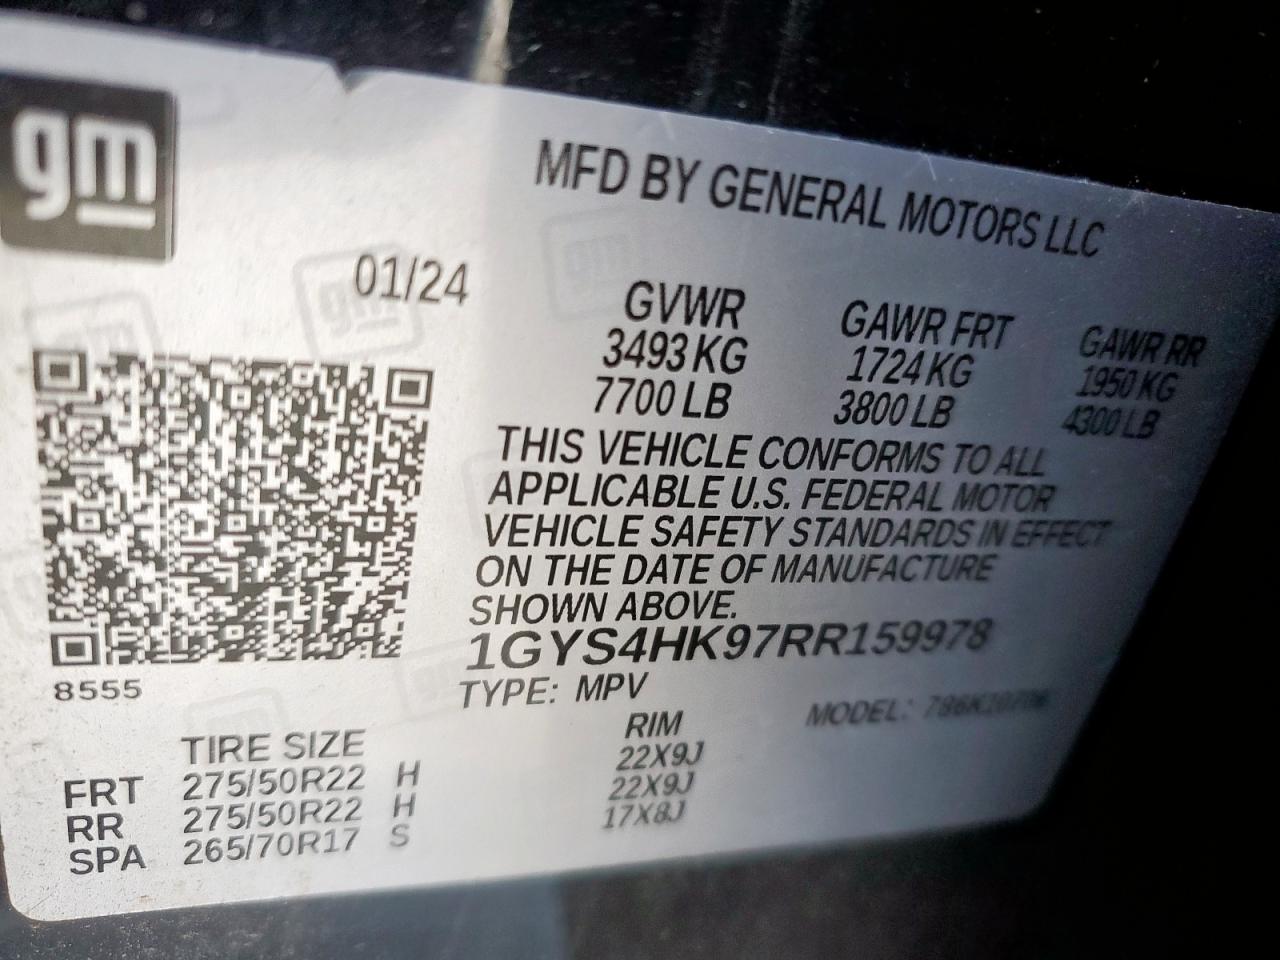 gm
MFD BY GENERAL MOTORS LLC
01/24
GVWR GAWR FRT GAWR RR
3493 KG 1724 KG 1950 KG
7700 LB 3800 LB 4300 LB
THIS VEHICLE CONFORMS TO ALL
APPLICABLE U.S. FEDERAL MOTOR
VEHICLE SAFETY STANDARDS IN EFFECT
ON THE DATE OF MANUFACTURE
SHOWN ABOVE.
1GYS4HK97RR159978
8555
TYPE: MPV MODEL:
TIRE SIZE RIM
FRT 275/50R22 H 22X9J
RR 275/50R22 H 22X9J
SPA 265/70R17 S 17X8J